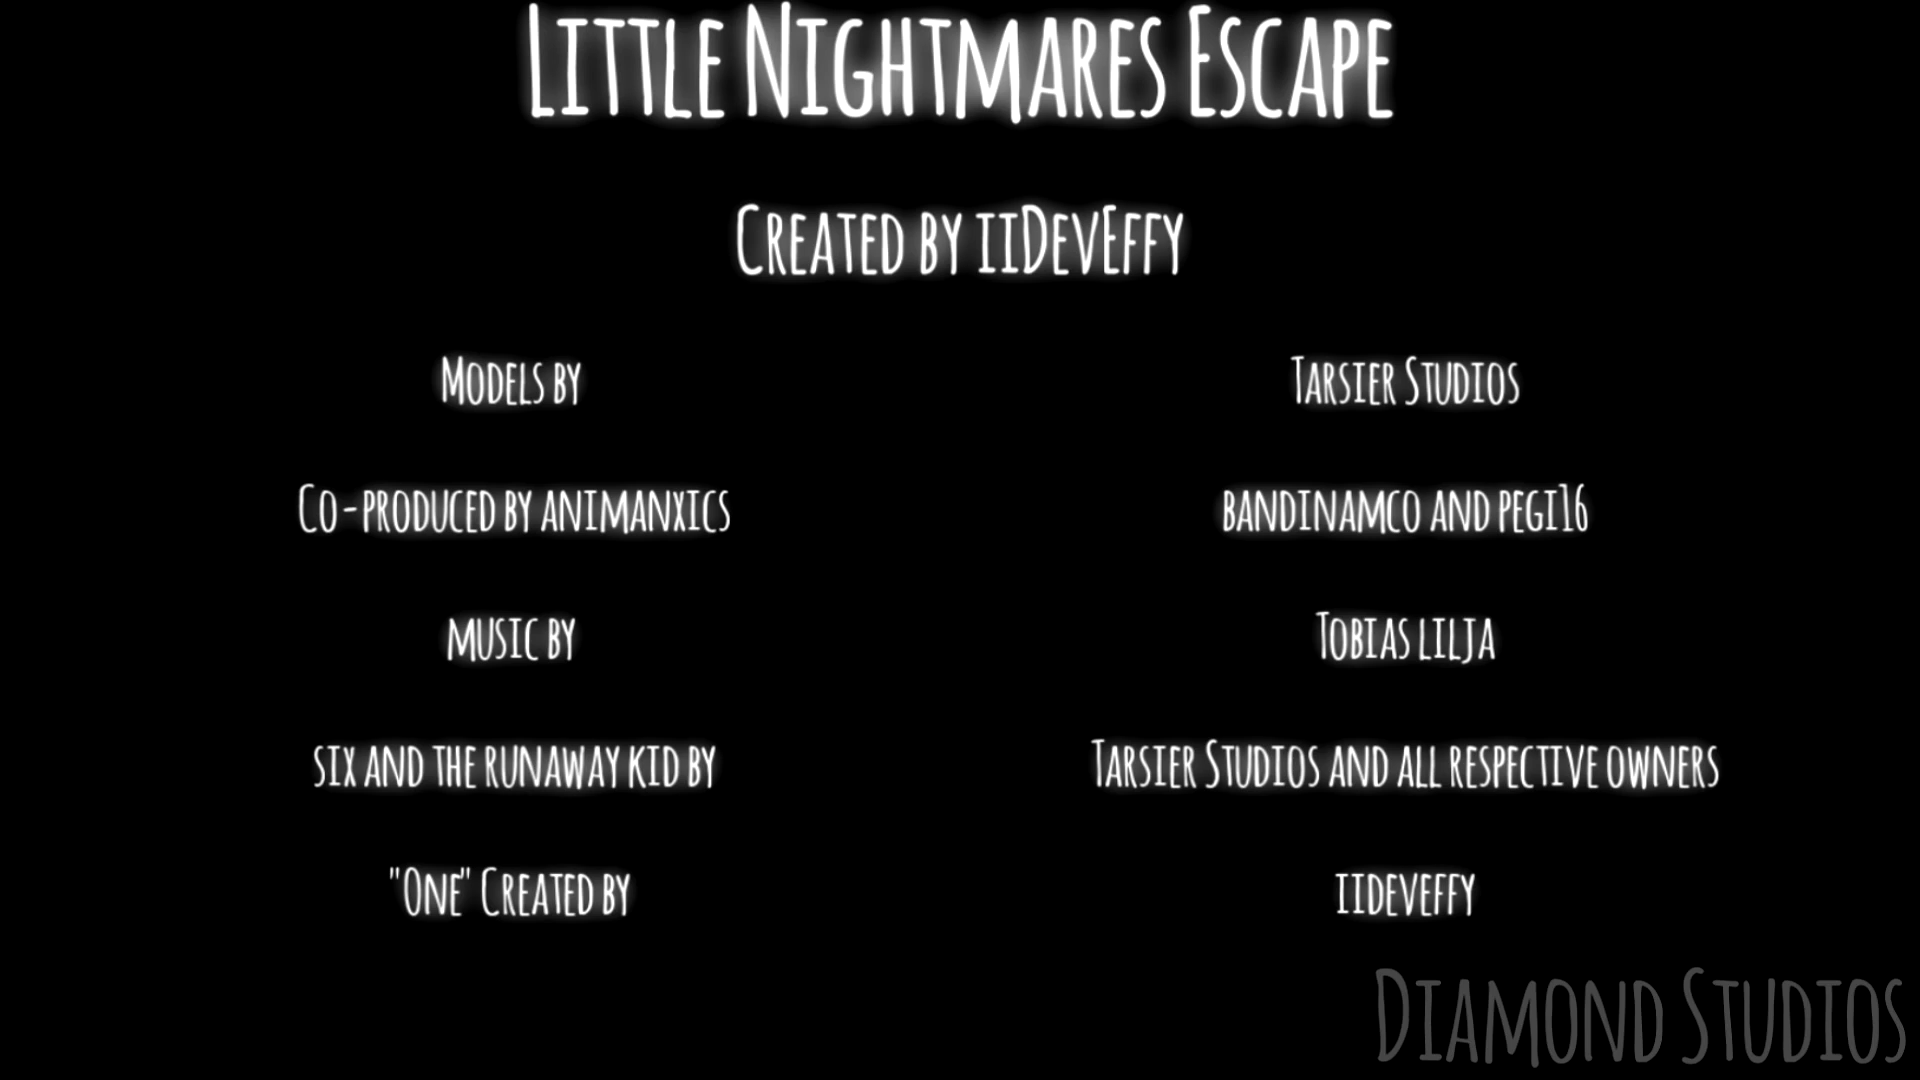 Little Nightmares Escape
Created by iiDevEffy
Models by
Tarsier Studios
Co-produced by animanxics
bandinamco and pegi16
music by
Tobias lilja
six and the runaway kid by
Tarsier Studios and all respective owners
"One" Created by
iideveffy
Diamond Studios